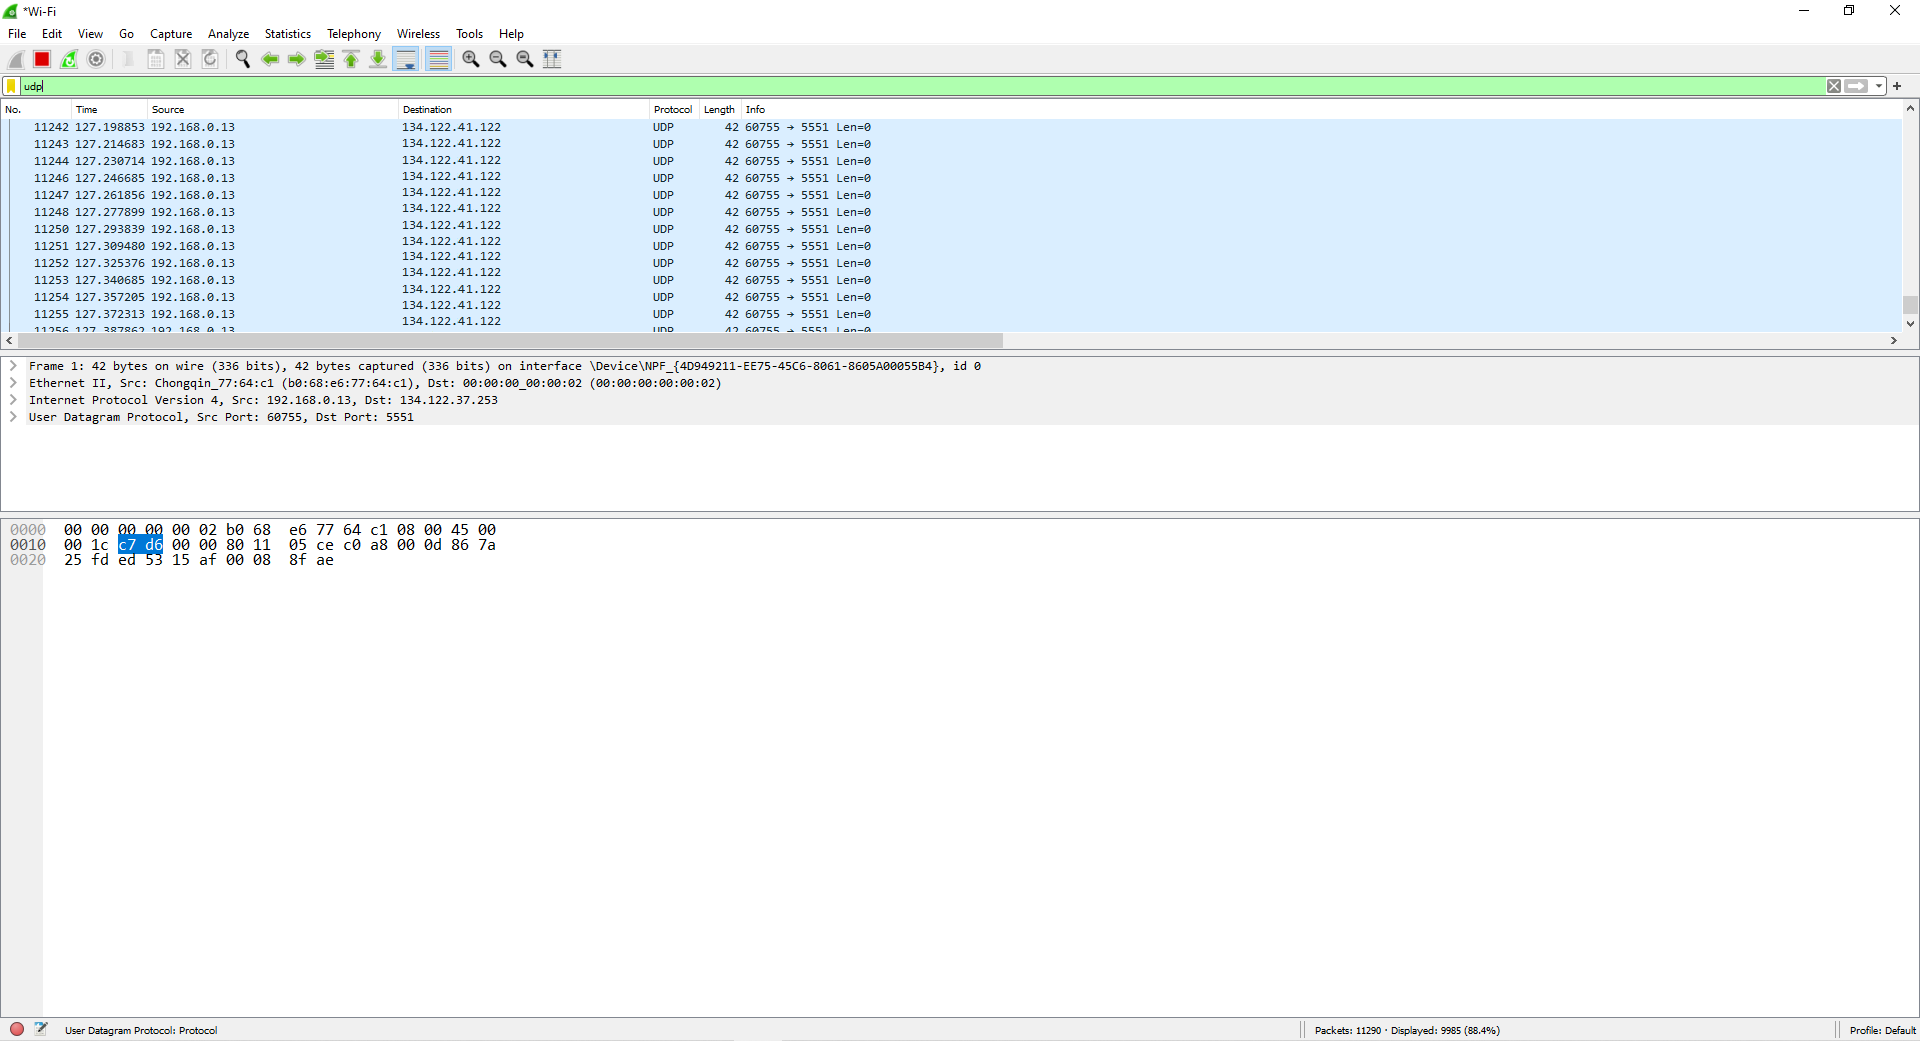 *Wi-Fi
File Edit View Go Capture Analyze Statistics Telephony Wireless Tools Help
udp
No. Time Source Destination Protocol Length Info
11242 127.198853 192.168.0.13 134.122.41.122 UDP 42 60755 → 5551 Len=0
11243 127.214683 192.168.0.13 134.122.41.122 UDP 42 60755 → 5551 Len=0
11244 127.230714 192.168.0.13 134.122.41.122 UDP 42 60755 → 5551 Len=0
11246 127.246685 192.168.0.13 134.122.41.122 UDP 42 60755 → 5551 Len=0
11247 127.261856 192.168.0.13 134.122.41.122 UDP 42 60755 → 5551 Len=0
11248 127.277899 192.168.0.13 134.122.41.122 UDP 42 60755 → 5551 Len=0
11250 127.293839 192.168.0.13 134.122.41.122 UDP 42 60755 → 5551 Len=0
11251 127.309480 192.168.0.13 134.122.41.122 UDP 42 60755 → 5551 Len=0
11252 127.325376 192.168.0.13 134.122.41.122 UDP 42 60755 → 5551 Len=0
11253 127.340685 192.168.0.13 134.122.41.122 UDP 42 60755 → 5551 Len=0
11254 127.357205 192.168.0.13 134.122.41.122 UDP 42 60755 → 5551 Len=0
11255 127.372313 192.168.0.13 134.122.41.122 UDP 42 60755 → 5551 Len=0
11256 127.387862 192.168.0.13 134.122.41.122 UDP 42 60755 → 5551 Len=0
Frame 1: 42 bytes on wire (336 bits), 42 bytes captured (336 bits) on interface \Device\NPF_{4D949211-EE75-45C6-8061-8605A00055B4}, id 0
Ethernet II, Src: Chongqin_77:64:c1 (b0:68:e6:77:64:c1), Dst: 00:00:00_00:00:02 (00:00:00:00:00:02)
Internet Protocol Version 4, Src: 192.168.0.13, Dst: 134.122.37.253
User Datagram Protocol, Src Port: 60755, Dst Port: 5551
0000 00 00 00 00 00 02 b0 68 e6 77 64 c1 08 00 45 00
0010 00 1c c7 d6 00 00 80 11 05 ce c0 a8 00 0d 86 7a
0020 25 fd ed 53 15 af 00 08 8f ae
User Datagram Protocol: Protocol
Packets: 11290 · Displayed: 9985 (88.4%)
Profile: Default